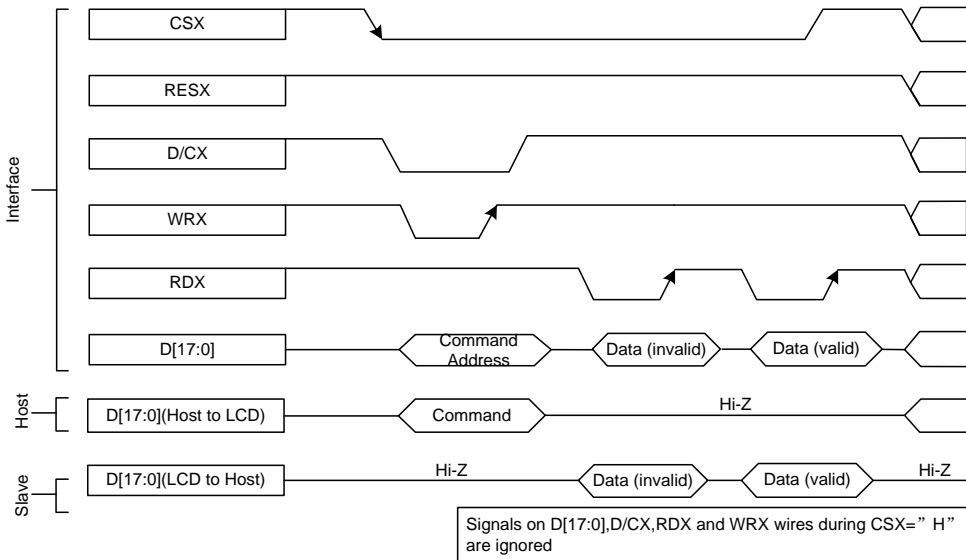 Interface
CSX
RESX
D/CX
WRX
RDX
D[17:0]
Command
Address
Data (invalid)
Data (valid)
Host
D[17:0](Host to LCD)
Command
Hi-Z
Slave
D[17:0](LCD to Host)
Hi-Z
Data (invalid)
Data (valid)
Hi-Z
Signals on D[17:0],D/CX,RDX and WRX wires during CSX=” H”
are ignored